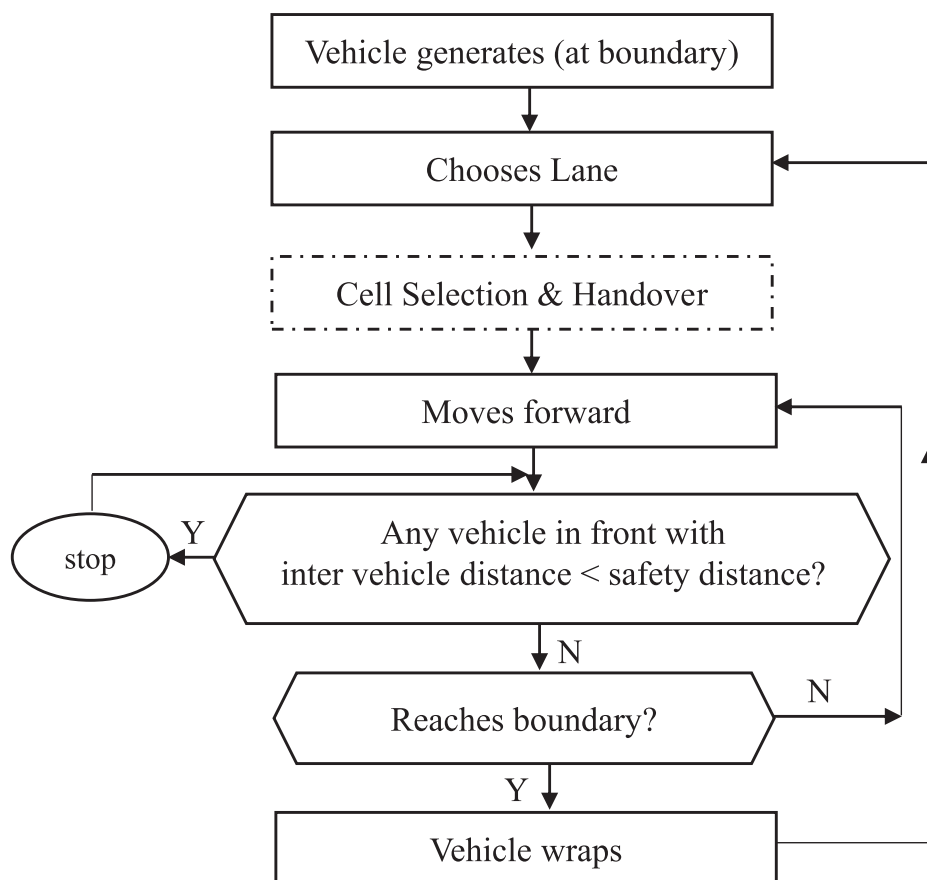 Vehicle generates (at boundary)
Chooses Lane
Cell Selection & Handover
Moves forward
Any vehicle in front with
inter vehicle distance < safety distance?
Y
stop
N
Reaches boundary?
N
Y
Vehicle wraps